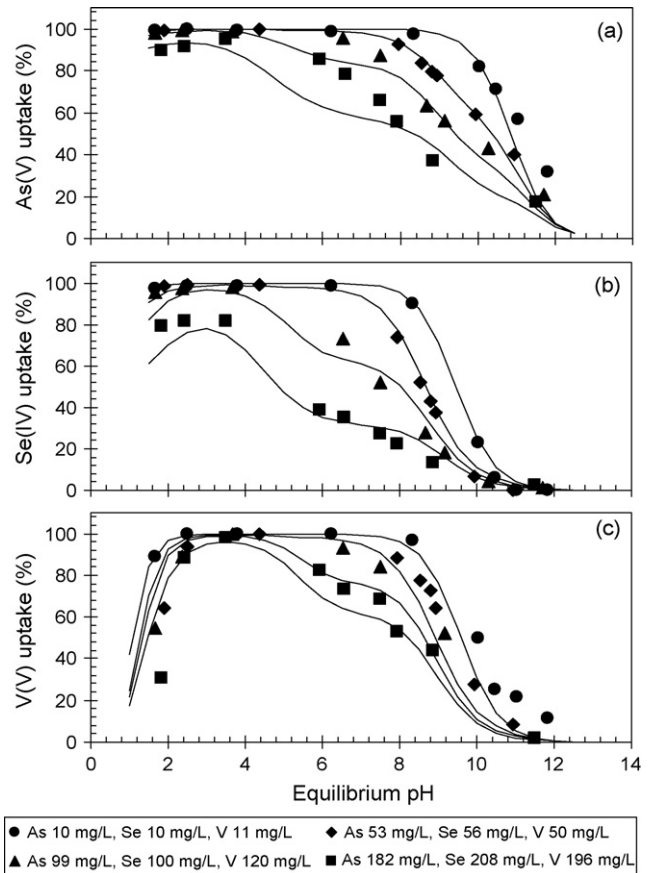 (a)
As(V) uptake (%)
100
80
60
40
20
0
(b)
Se(IV) uptake (%)
100
80
60
40
20
0
(c)
V(V) uptake (%)
100
80
60
40
20
0
0 2 4 6 8 10 12 14
Equilibrium pH
As 10 mg/L, Se 10 mg/L, V 11 mg/L
As 53 mg/L, Se 56 mg/L, V 50 mg/L
As 99 mg/L, Se 100 mg/L, V 120 mg/L
As 182 mg/L, Se 208 mg/L, V 196 mg/L